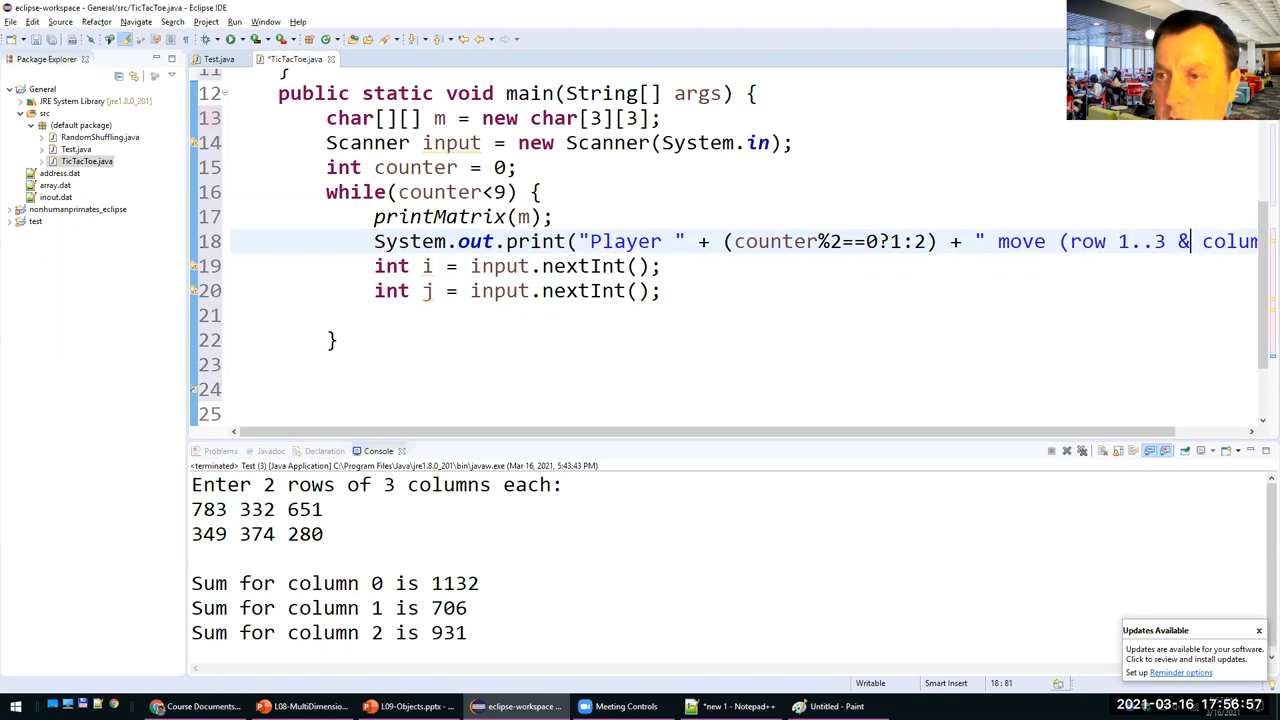 eclipse-workspace - General/src/TicTacToe.java - Eclipse IDE
File Edit Source Refactor Navigate Search Project Run Window Help
Package Explorer
Test.java
*TicTacToe.java
General
JRE System Library [jre1.8.0_201]
src
(default package)
RandomShuffling.java
Test.java
TicTacToe.java
address.dat
array.dat
inout.dat
nonhumanprimates_eclipse
test
11 }
12 public static void main(String[] args) {
13 char[][] m = new char[3][3];
14 Scanner input = new Scanner(System.in);
15 int counter = 0;
16 while(counter<9) {
17 printMatrix(m);
18 System.out.print("Player " + (counter%2==0?1:2) + " move (row 1..3 & colum
19 int i = input.nextInt();
20 int j = input.nextInt();
21
22 }
23
24
25
Problems Javadoc Declaration Console
<terminated> Test (3) [Java Application] C:\Program Files\Java\jre1.8.0_201\bin\javaw.exe (Mar 16, 2021, 5:43:43 PM)
Enter 2 rows of 3 columns each:
783 332 651
349 374 280
Sum for column 0 is 1132
Sum for column 1 is 706
Sum for column 2 is 931
Updates Available x
Updates are available for your software.
Click to review and install updates.
Set up Reminder options
Writable Smart Insert 18 : 81
Course Documents... L08-MultiDimensio... L09-Objects.pptx - ... eclipse-workspace ... Meeting Controls *new 1 - Notepad++ Untitled - Paint
2021-03-16 17:56:57